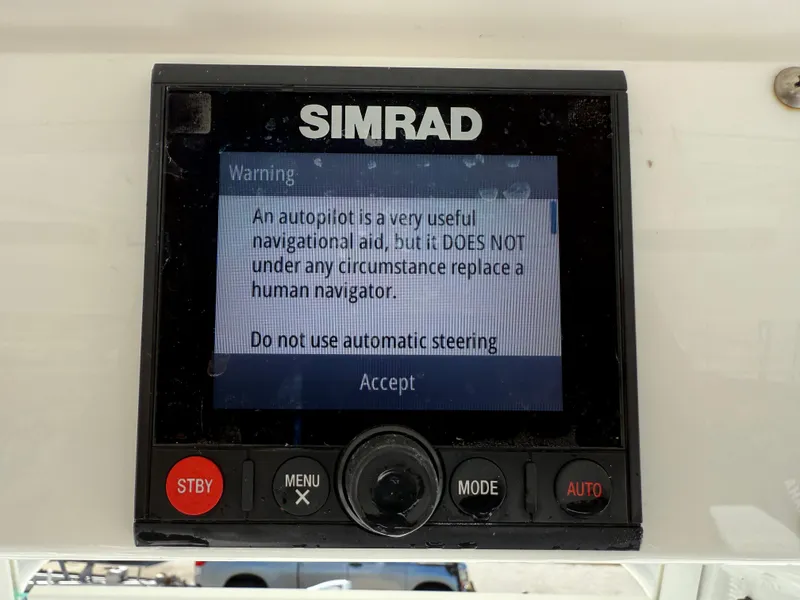 SIMRAD
Warning
An autopilot is a very useful
navigational aid, but it DOES NOT
under any circumstance replace a
human navigator.
Do not use automatic steering
Accept
STBY
MENU
X
MODE
AUTO